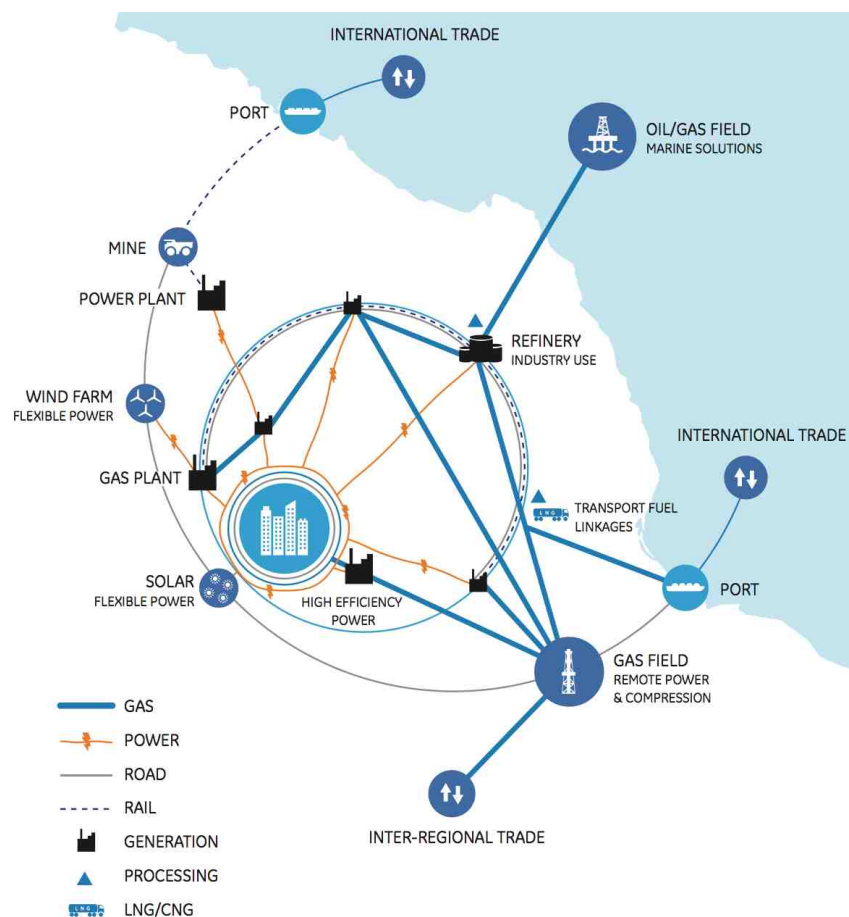 INTERNATIONAL TRADE
PORT
OIL/GAS FIELD
MARINE SOLUTIONS
MINE
POWER PLANT
REFINERY
INDUSTRY USE
WIND FARM
FLEXIBLE POWER
INTERNATIONAL TRADE
GAS PLANT
LNG
TRANSPORT FUEL
LINKAGES
SOLAR
FLEXIBLE POWER
HIGH EFFICIENCY
POWER
PORT
GAS FIELD
REMOTE POWER
& COMPRESSION
INTER-REGIONAL TRADE
GAS
POWER
ROAD
RAIL
GENERATION
PROCESSING
LNG
LNG/CNG